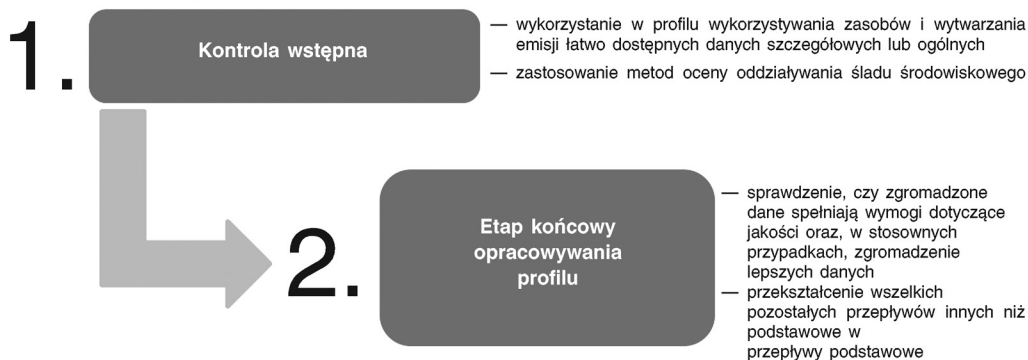 1.
Kontrola wstępna
— wykorzystanie w profilu wykorzystywania zasobów i wytwarzania
emisji łatwo dostępnych danych szczegółowych lub ogólnych
— zastosowanie metod oceny oddziaływania śladu środowiskowego
2.
Etap końcowy
opracowywania
profilu
— sprawdzenie, czy zgromadzone
dane spełniają wymogi dotyczące
jakości oraz, w stosownych
przypadkach, zgromadzenie
lepszych danych
— przekształcenie wszelkich
pozostałych przepływów innych niż
podstawowe w
przepływy podstawowe